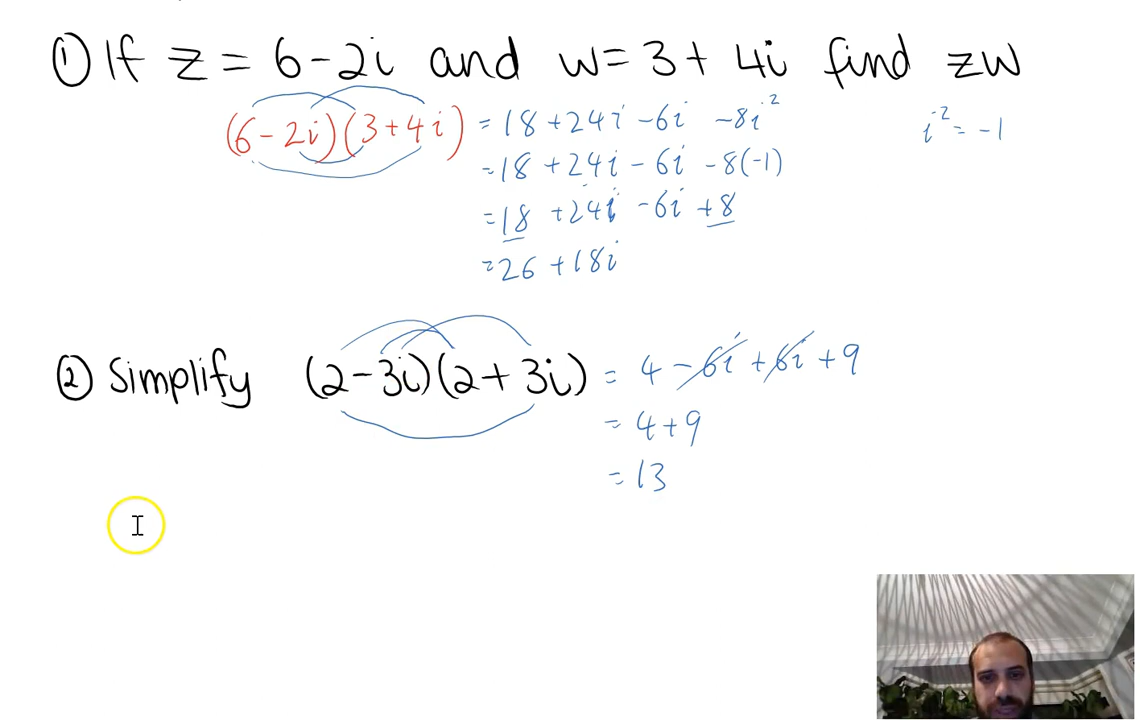 ① If z = 6-2i and w = 3 + 4i find zw
(6-2i)(3+4i) = 18 + 24i - 6i - 8i² i² = -1
= 18 + 24i - 6i - 8(-1)
= 18 + 24i - 6i + 8
= 26 + 18i
② Simplify (2-3i)(2+3i) = 4 - 6i + 6i + 9
= 4+9
= 13